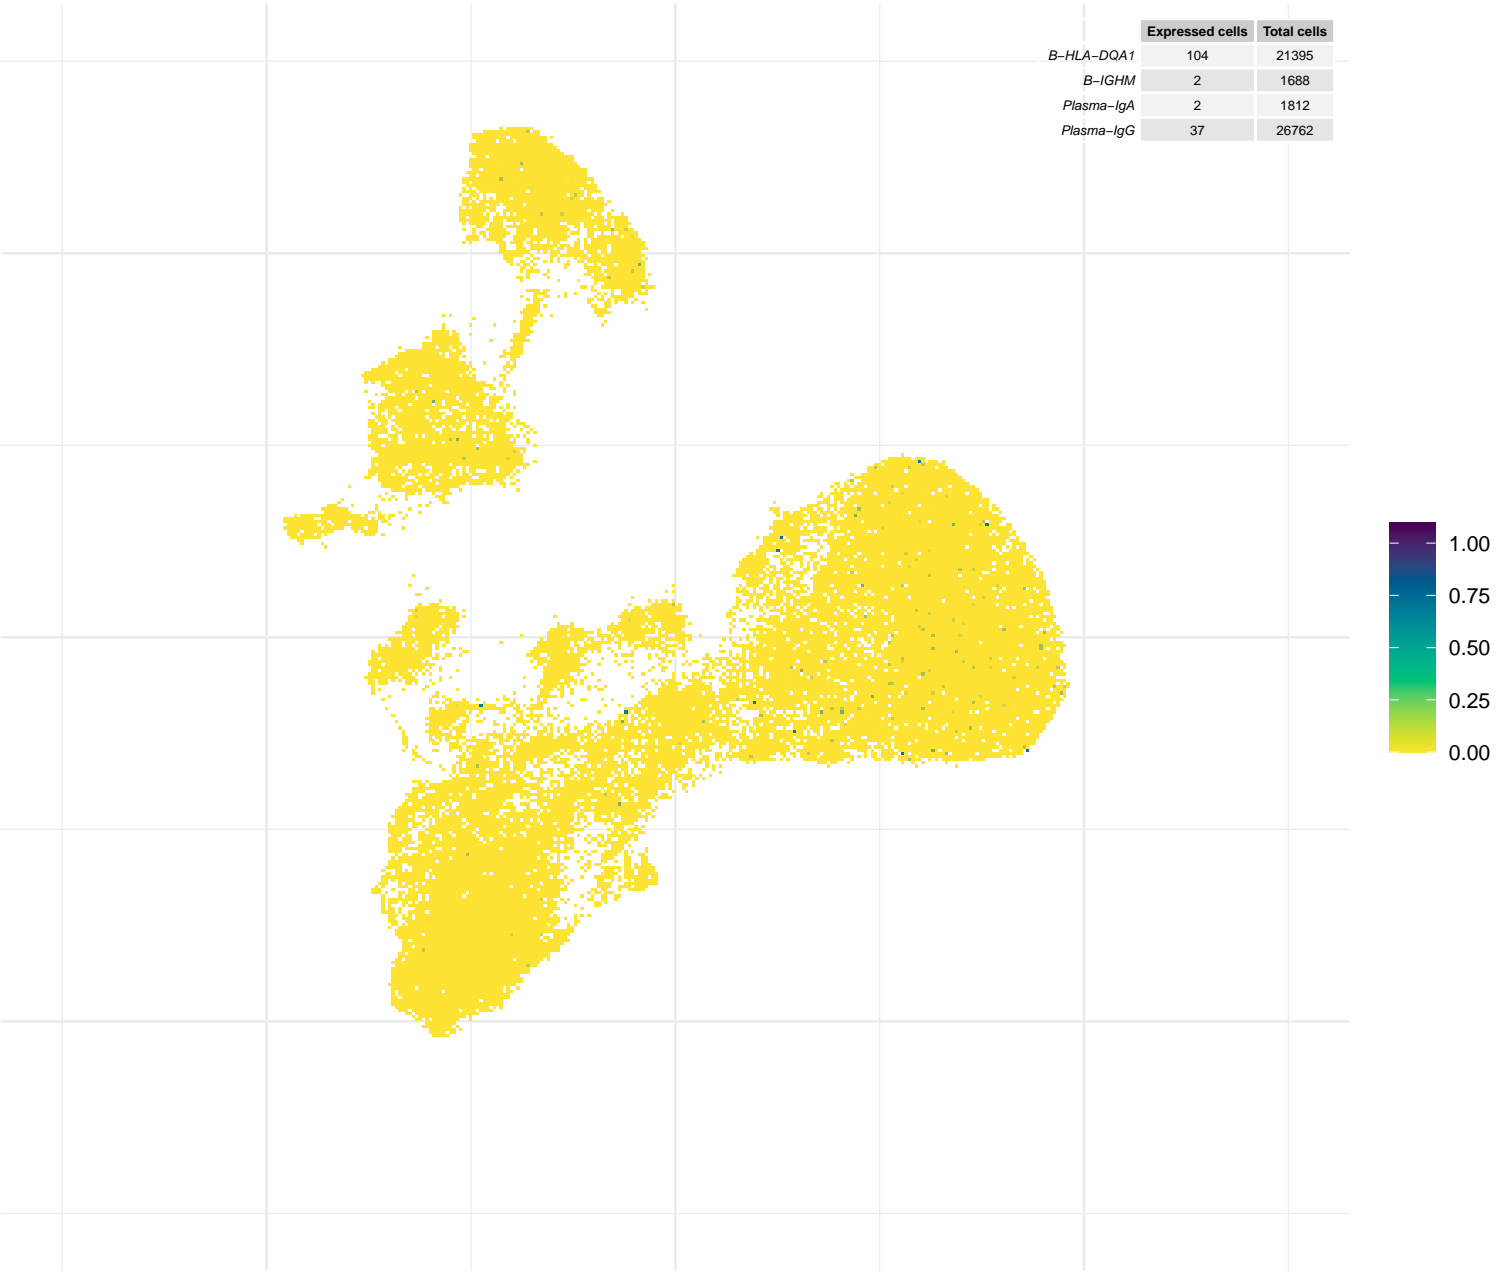 Expressed cells Total cells
B−HLA−DQA1 104 21395
B−IGHM 2 1688
Plasma−IgA 2 1812
Plasma−IgG 37 26762
1.00
0.75
0.50
0.25
0.00